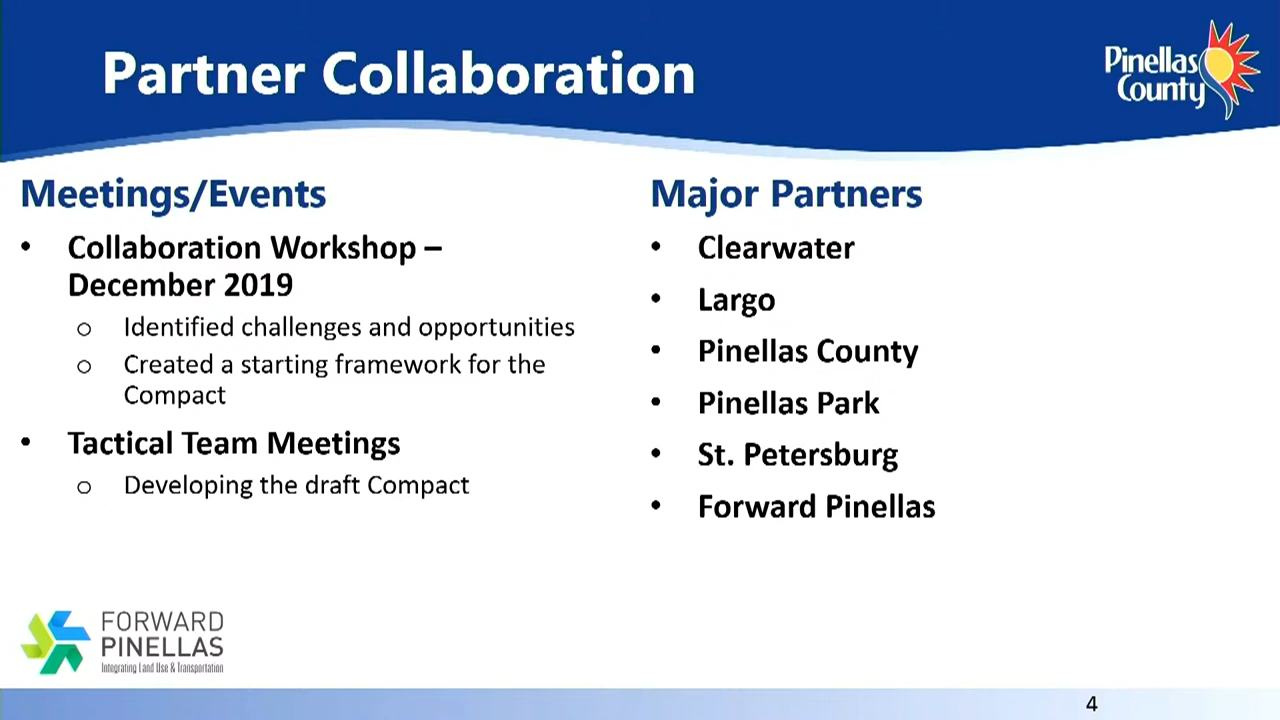 Partner Collaboration
Pinellas
County
Meetings/Events
• Collaboration Workshop –
December 2019
o Identified challenges and opportunities
o Created a starting framework for the
Compact
• Tactical Team Meetings
o Developing the draft Compact
Major Partners
• Clearwater
• Largo
• Pinellas County
• Pinellas Park
• St. Petersburg
• Forward Pinellas
FORWARD
PINELLAS
Integrating Land Use & Transportation
4